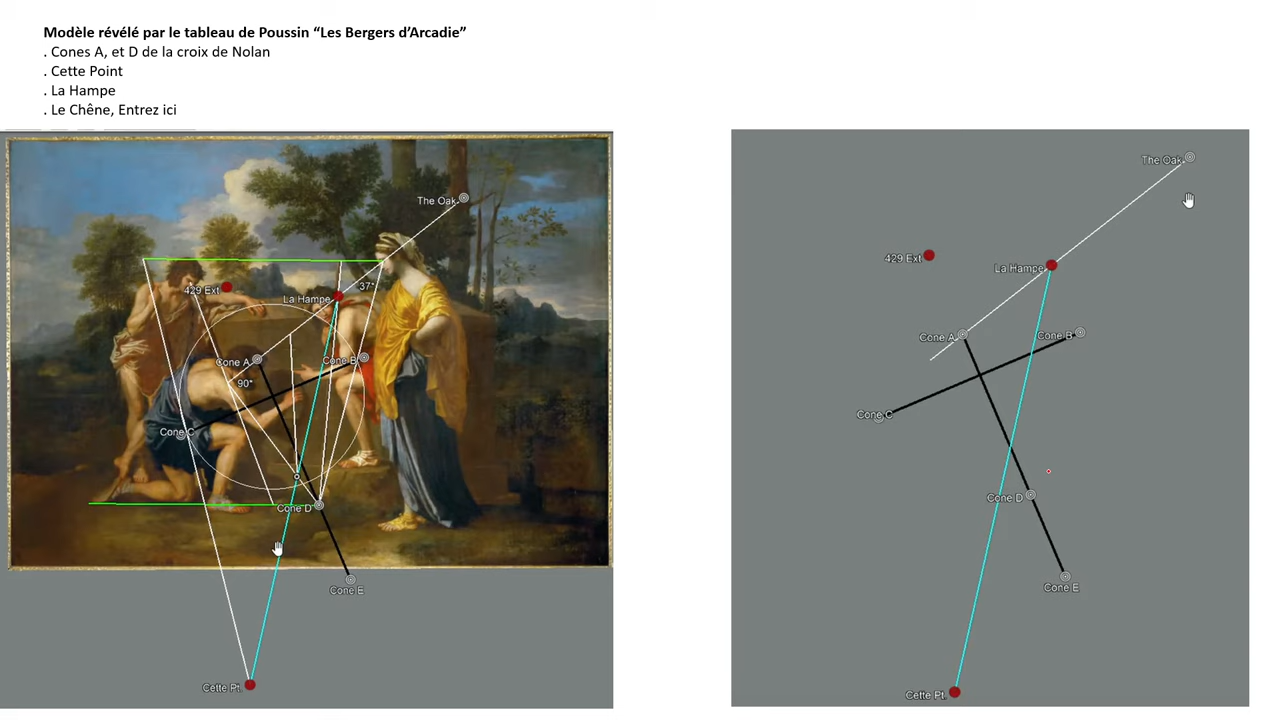 Modèle révélé par le tableau de Poussin “Les Bergers d’Arcadie”
. Cones A, et D de la croix de Nolan
. Cette Point
. La Hampe
. Le Chêne, Entrez ici
The Oak
429 Ext
La Hampe
37°
Cone A
Cone B
90°
Cone C
Cone D
Cone E
Cette Pt.
The Oak
429 Ext
La Hampe
Cone A
Cone B
Cone C
Cone D
Cone E
Cette Pt.